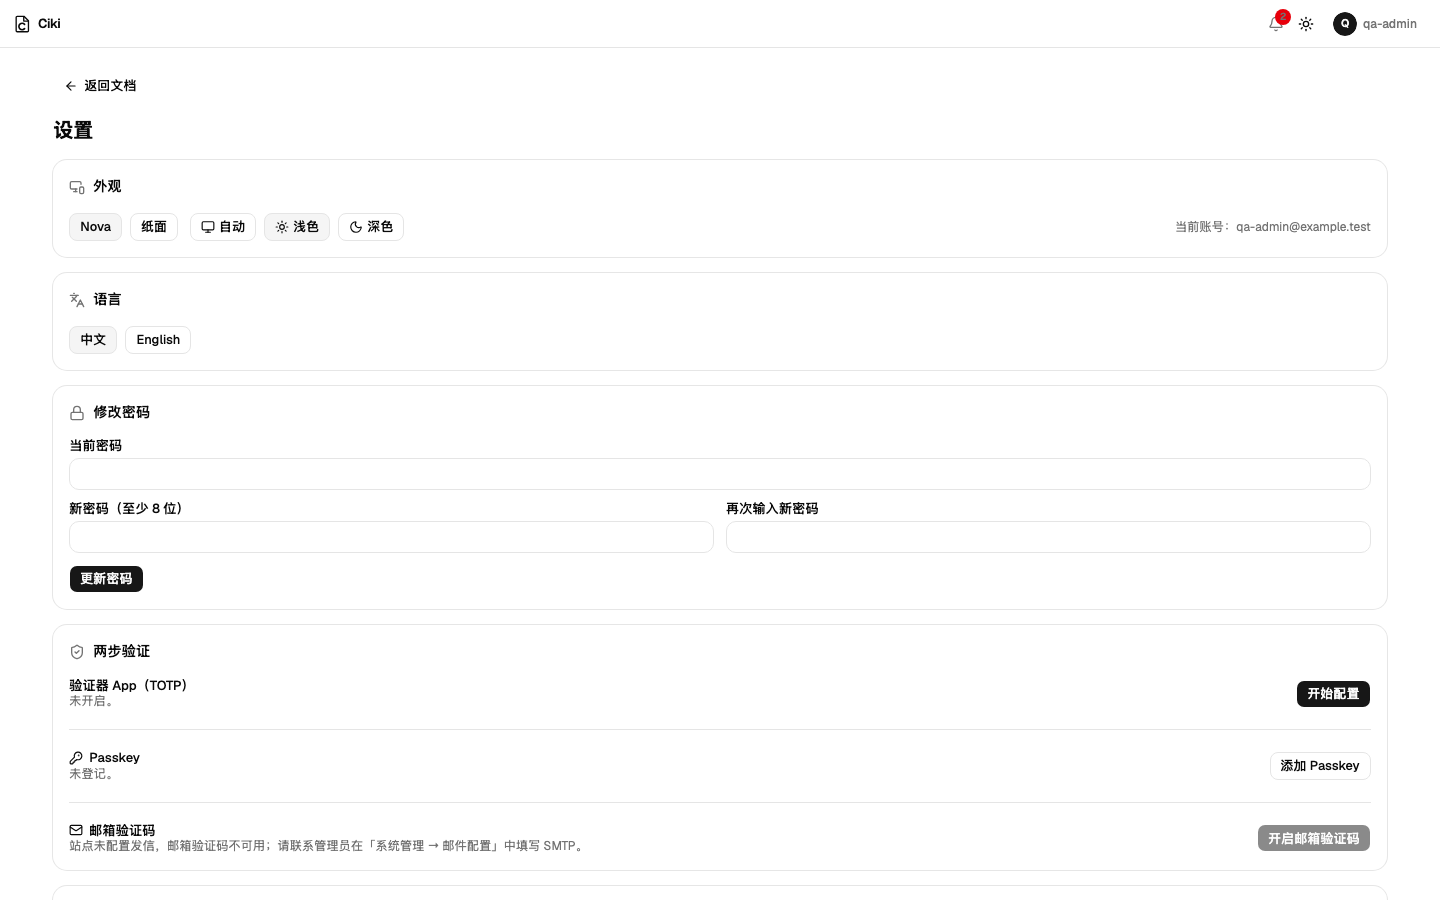 Ciki
2
Q qa-admin
返回文档
设置
外观
Nova 纸面 自动 浅色 深色 当前账号：qa-admin@example.test
语言
中文 English
修改密码
当前密码
新密码（至少 8 位） 再次输入新密码
更新密码
两步验证
验证器 App（TOTP）
未开启。
开始配置
Passkey
未登记。
添加 Passkey
邮箱验证码
站点未配置发信，邮箱验证码不可用；请联系管理员在「系统管理 → 邮件配置」中填写 SMTP。
开启邮箱验证码